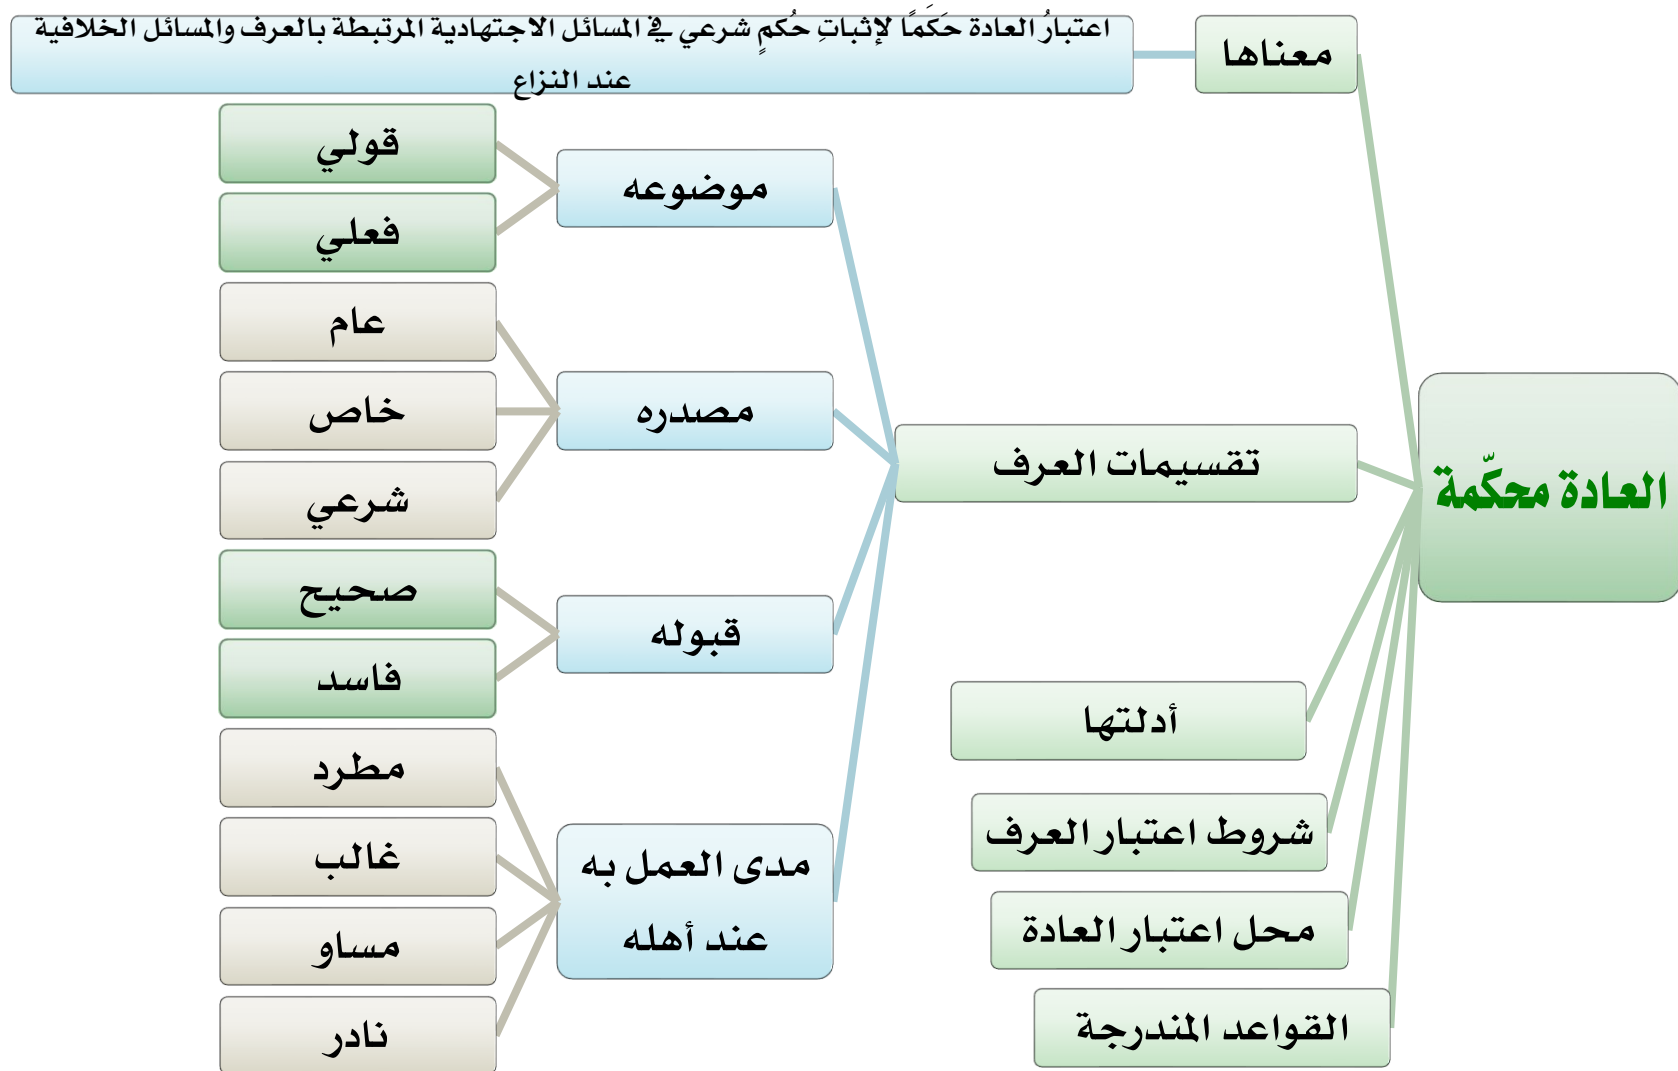 العادة محكّمة
معناها
اعتبارُ العادة حَكَمًا لإثباتِ حُكمٍ شرعي في المسائل الاجتهادية المرتبطة بالعرف والمسائل الخلافية
عند النزاع
تقسيمات العرف
موضوعه
قولي
فعلي
مصدره
عام
خاص
شرعي
قبوله
صحيح
فاسد
مدى العمل به
عند أهله
مطرد
غالب
مساو
نادر
أدلتها
شروط اعتبار العرف
محل اعتبار العادة
القواعد المندرجة